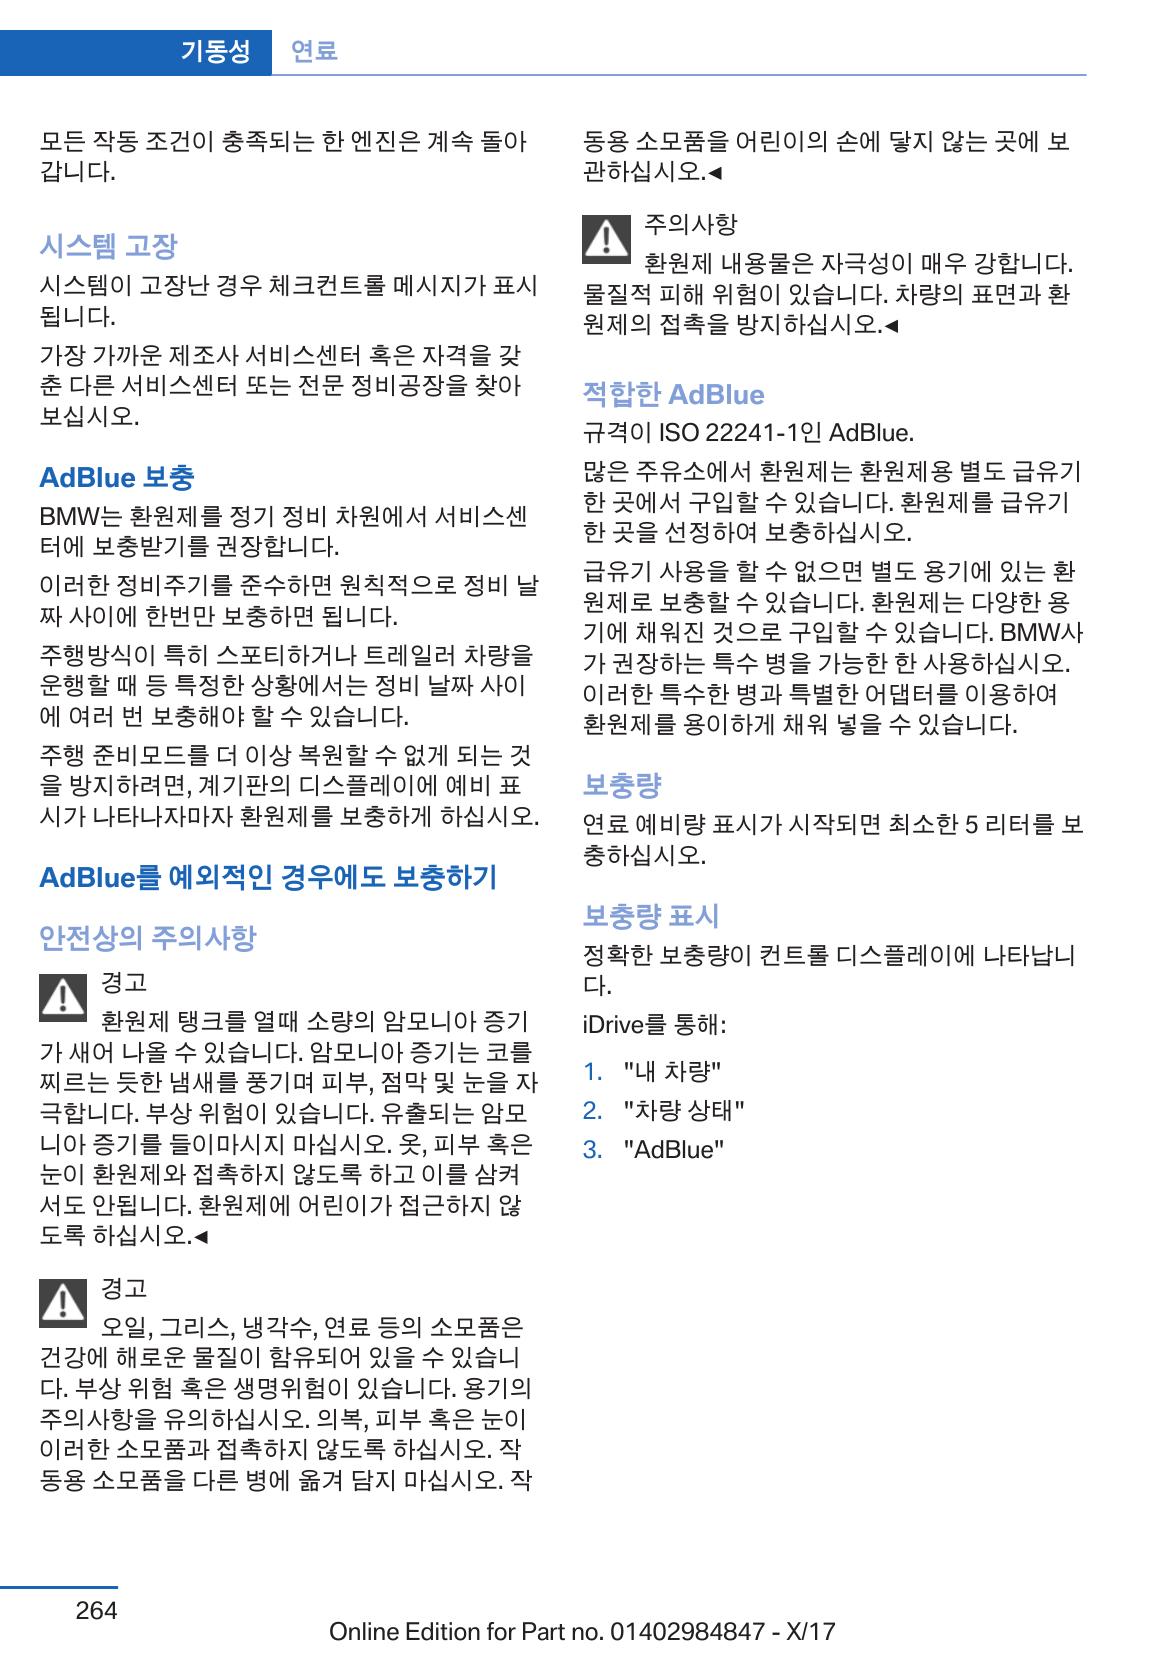 기동성 연료
모든 작동 조건이 충족되는 한 엔진은 계속 돌아
갑니다.
시스템 고장
시스템이 고장난 경우 체크컨트롤 메시지가 표시
됩니다.
가장 가까운 제조사 서비스센터 혹은 자격을 갖
춘 다른 서비스센터 또는 전문 정비공장을 찾아
보십시오.
AdBlue 보충
BMW는 환원제를 정기 정비 차원에서 서비스센
터에 보충받기를 권장합니다.
이러한 정비주기를 준수하면 원칙적으로 정비 날
짜 사이에 한번만 보충하면 됩니다.
주행방식이 특히 스포티하거나 트레일러 차량을
운행할 때 등 특정한 상황에서는 정비 날짜 사이
에 여러 번 보충해야 할 수 있습니다.
주행 준비모드를 더 이상 복원할 수 없게 되는 것
을 방지하려면, 계기판의 디스플레이에 예비 표
시가 나타나자마자 환원제를 보충하게 하십시오.
AdBlue를 예외적인 경우에도 보충하기
안전상의 주의사항
경고
환원제 탱크를 열때 소량의 암모니아 증기
가 새어 나올 수 있습니다. 암모니아 증기는 코를
찌르는 듯한 냄새를 풍기며 피부, 점막 및 눈을 자
극합니다. 부상 위험이 있습니다. 유출되는 암모
니아 증기를 들이마시지 마십시오. 옷, 피부 혹은
눈이 환원제와 접촉하지 않도록 하고 이를 삼켜
서도 안됩니다. 환원제에 어린이가 접근하지 않
도록 하십시오.◄
경고
오일, 그리스, 냉각수, 연료 등의 소모품은
건강에 해로운 물질이 함유되어 있을 수 있습니
다. 부상 위험 혹은 생명위험이 있습니다. 용기의
주의사항을 유의하십시오. 의복, 피부 혹은 눈이
이러한 소모품과 접촉하지 않도록 하십시오. 작
동용 소모품을 다른 병에 옮겨 담지 마십시오. 작
동용 소모품을 어린이의 손에 닿지 않는 곳에 보
관하십시오.◄
주의사항
환원제 내용물은 자극성이 매우 강합니다.
물질적 피해 위험이 있습니다. 차량의 표면과 환
원제의 접촉을 방지하십시오.◄
적합한 AdBlue
규격이 ISO 22241-1인 AdBlue.
많은 주유소에서 환원제는 환원제용 별도 급유기
한 곳에서 구입할 수 있습니다. 환원제를 급유기
한 곳을 선정하여 보충하십시오.
급유기 사용을 할 수 없으면 별도 용기에 있는 환
원제로 보충할 수 있습니다. 환원제는 다양한 용
기에 채워진 것으로 구입할 수 있습니다. BMW사
가 권장하는 특수 병을 가능한 한 사용하십시오.
이러한 특수한 병과 특별한 어댑터를 이용하여
환원제를 용이하게 채워 넣을 수 있습니다.
보충량
연료 예비량 표시가 시작되면 최소한 5 리터를 보
충하십시오.
보충량 표시
정확한 보충량이 컨트롤 디스플레이에 나타납니
다.
iDrive를 통해:
1. "내 차량"
2. "차량 상태"
3. "AdBlue"
264
Online Edition for Part no. 01402984847 - X/17